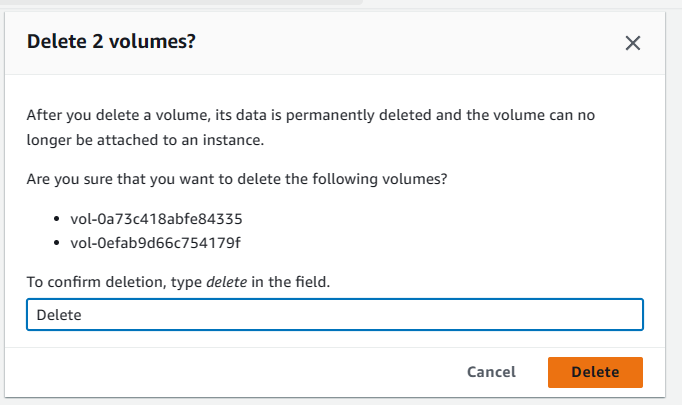 Delete 2 volumes?
After you delete a volume, its data is permanently deleted and the volume can no
longer be attached to an instance.
Are you sure that you want to delete the following volumes?
• vol-0a73c418abfe84335
• vol-0efab9d66c754179f
To confirm deletion, type delete in the field.
Delete
Cancel Delete